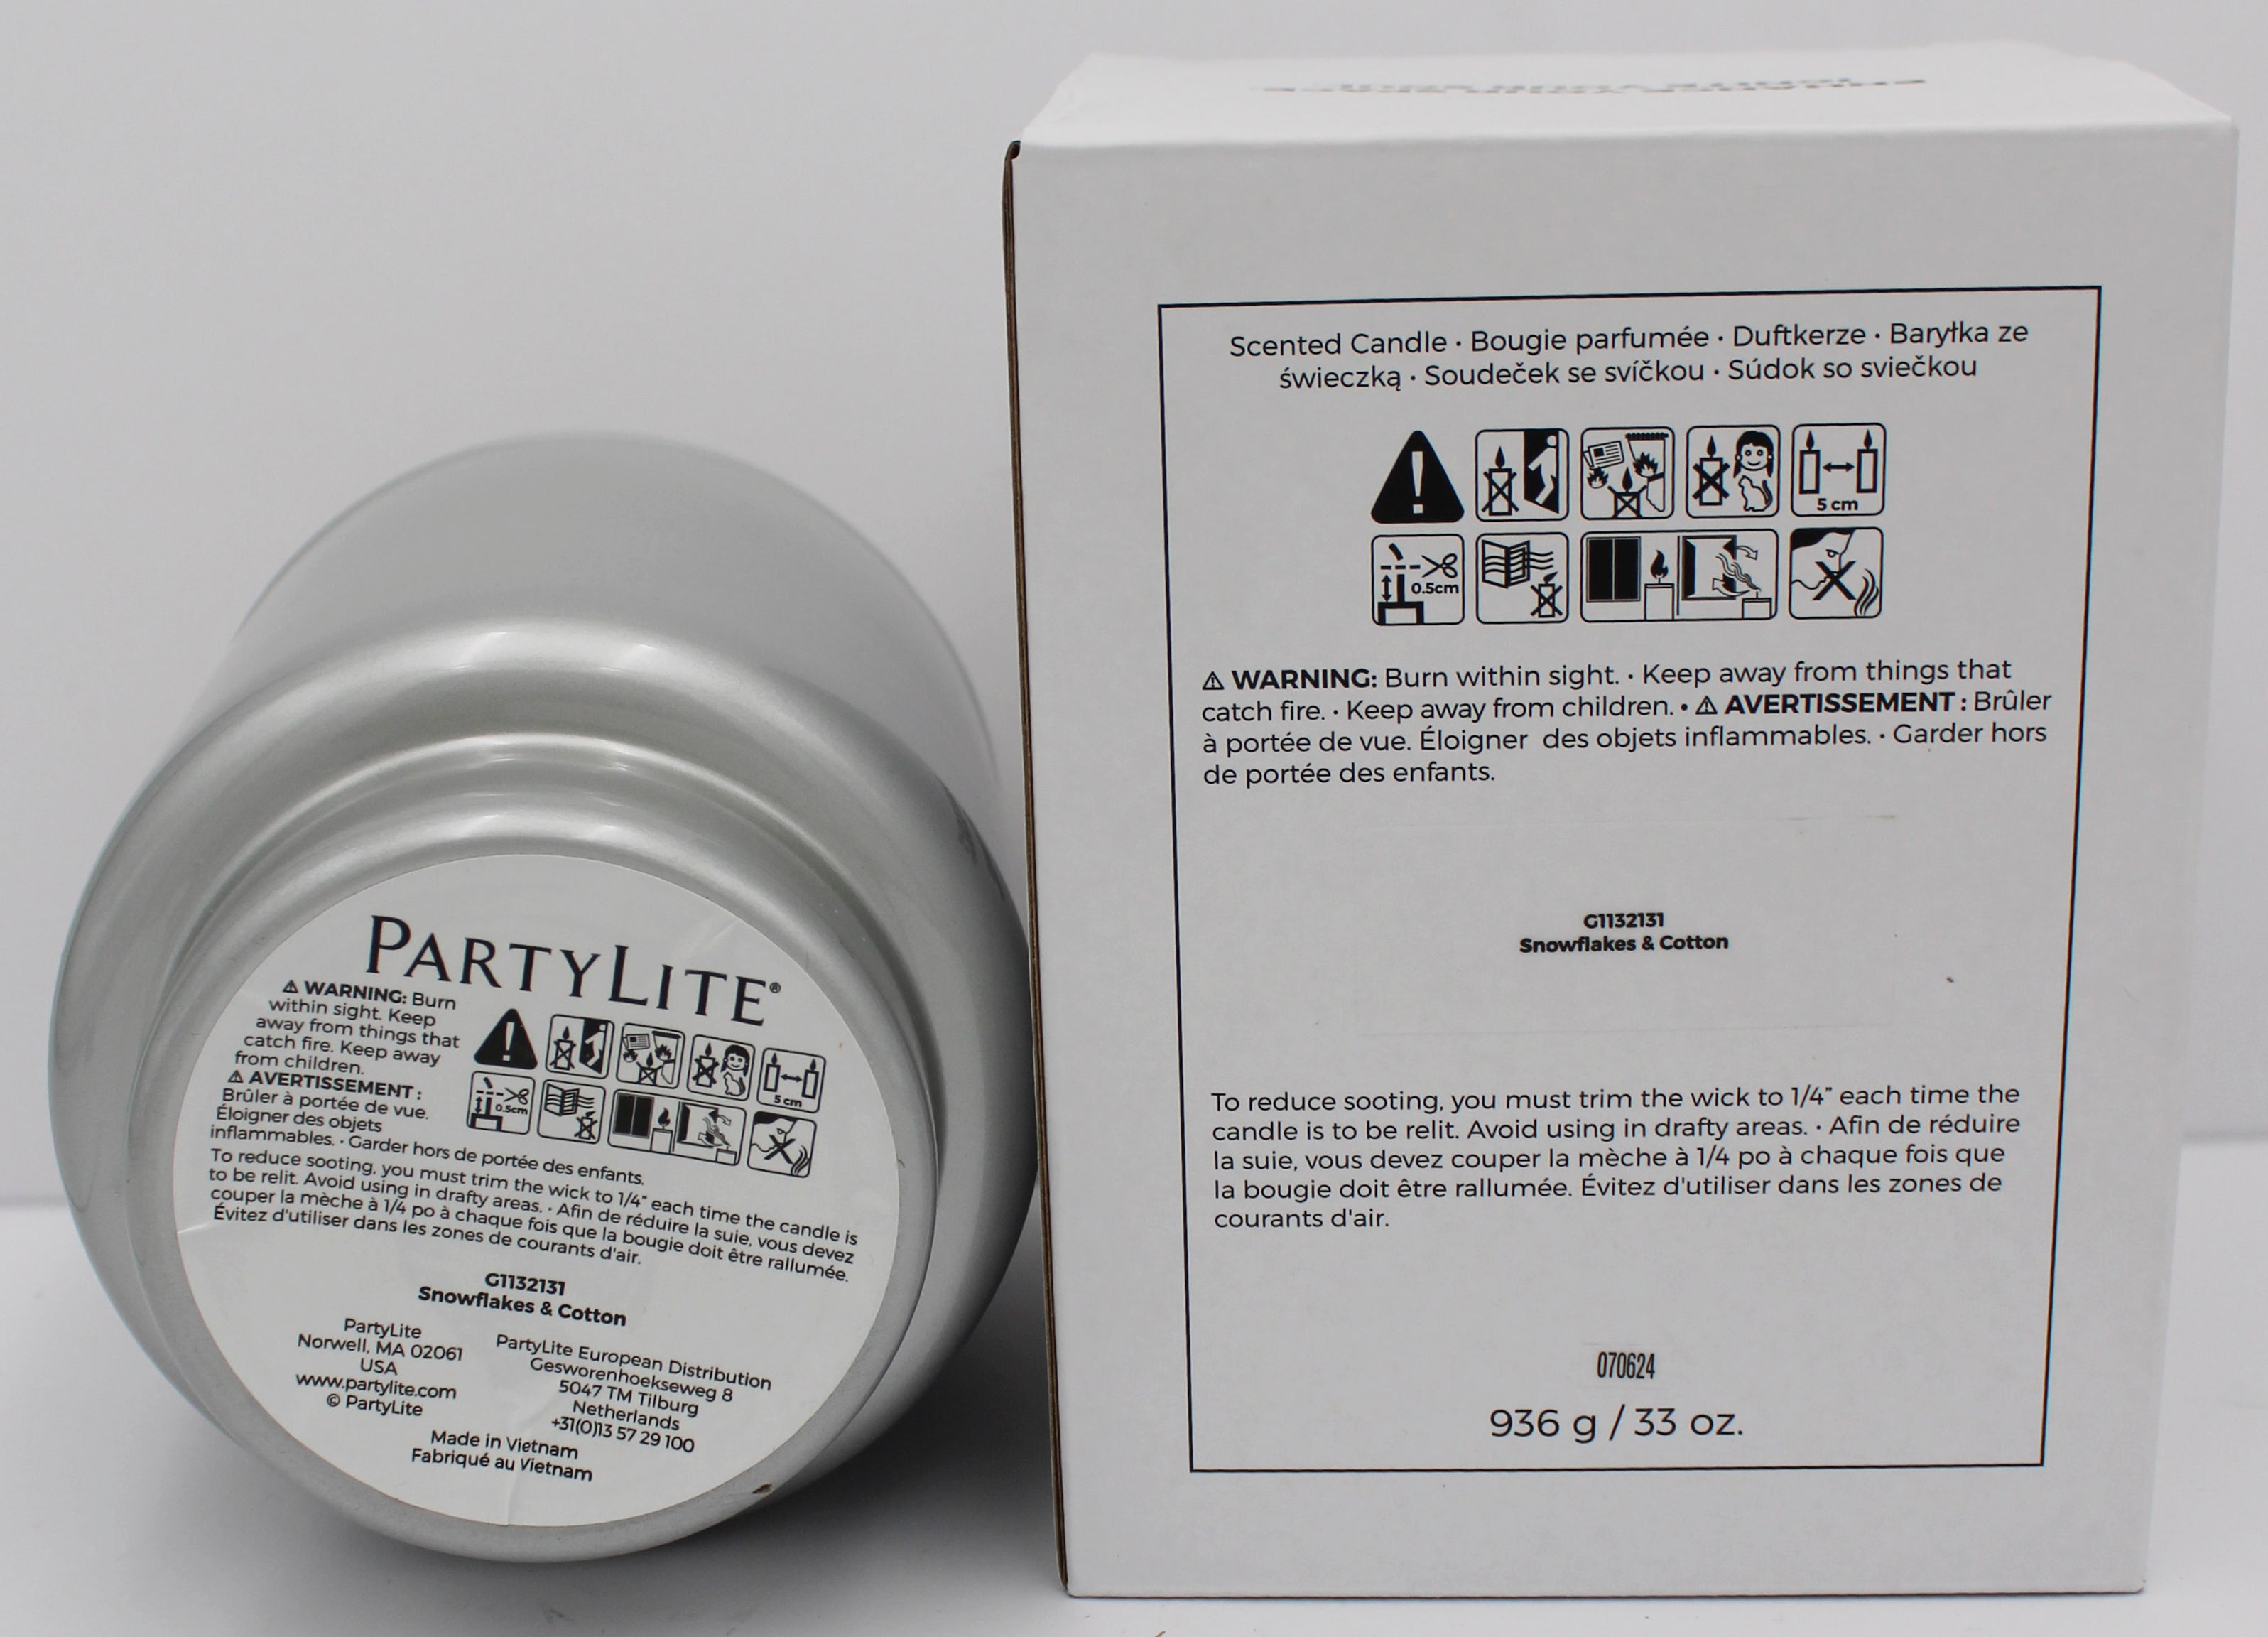 PARTYLITE®
⚠ WARNING: Burn
within sight. Keep
away from things that
catch fire. Keep away
from children.
⚠ AVERTISSEMENT :
Brûler à portée de vue.
Éloigner des objets
inflammables. · Garder hors de portée des enfants.
5 cm
0.5cm
To reduce sooting, you must trim the wick to 1/4" each time the candle is
to be relit. Avoid using in drafty areas. · Afin de réduire la suie, vous devez
couper la mèche à 1/4 po à chaque fois que la bougie doit être rallumée.
Évitez d'utiliser dans les zones de courants d'air.
G1132131
Snowflakes & Cotton
PartyLite
Norwell, MA 02061
USA
www.partylite.com
© PartyLite
PartyLite European Distribution
Gesworenhoekseweg 8
5047 TM Tilburg
Netherlands
+31(0)13 57 29 100
Made in Vietnam
Fabriqué au Vietnam
Scented Candle · Bougie parfumée · Duftkerze · Baryłka ze
świeczką · Soudeček se svíčkou · Súdok so sviečkou
5 cm
0.5cm
⚠ WARNING: Burn within sight. · Keep away from things that
catch fire. · Keep away from children. • ⚠ AVERTISSEMENT : Brûler
à portée de vue. Éloigner des objets inflammables. · Garder hors
de portée des enfants.
G1132131
Snowflakes & Cotton
To reduce sooting, you must trim the wick to 1/4" each time the
candle is to be relit. Avoid using in drafty areas. · Afin de réduire
la suie, vous devez couper la mèche à 1/4 po à chaque fois que
la bougie doit être rallumée. Évitez d'utiliser dans les zones de
courants d'air.
070624
936 g / 33 oz.